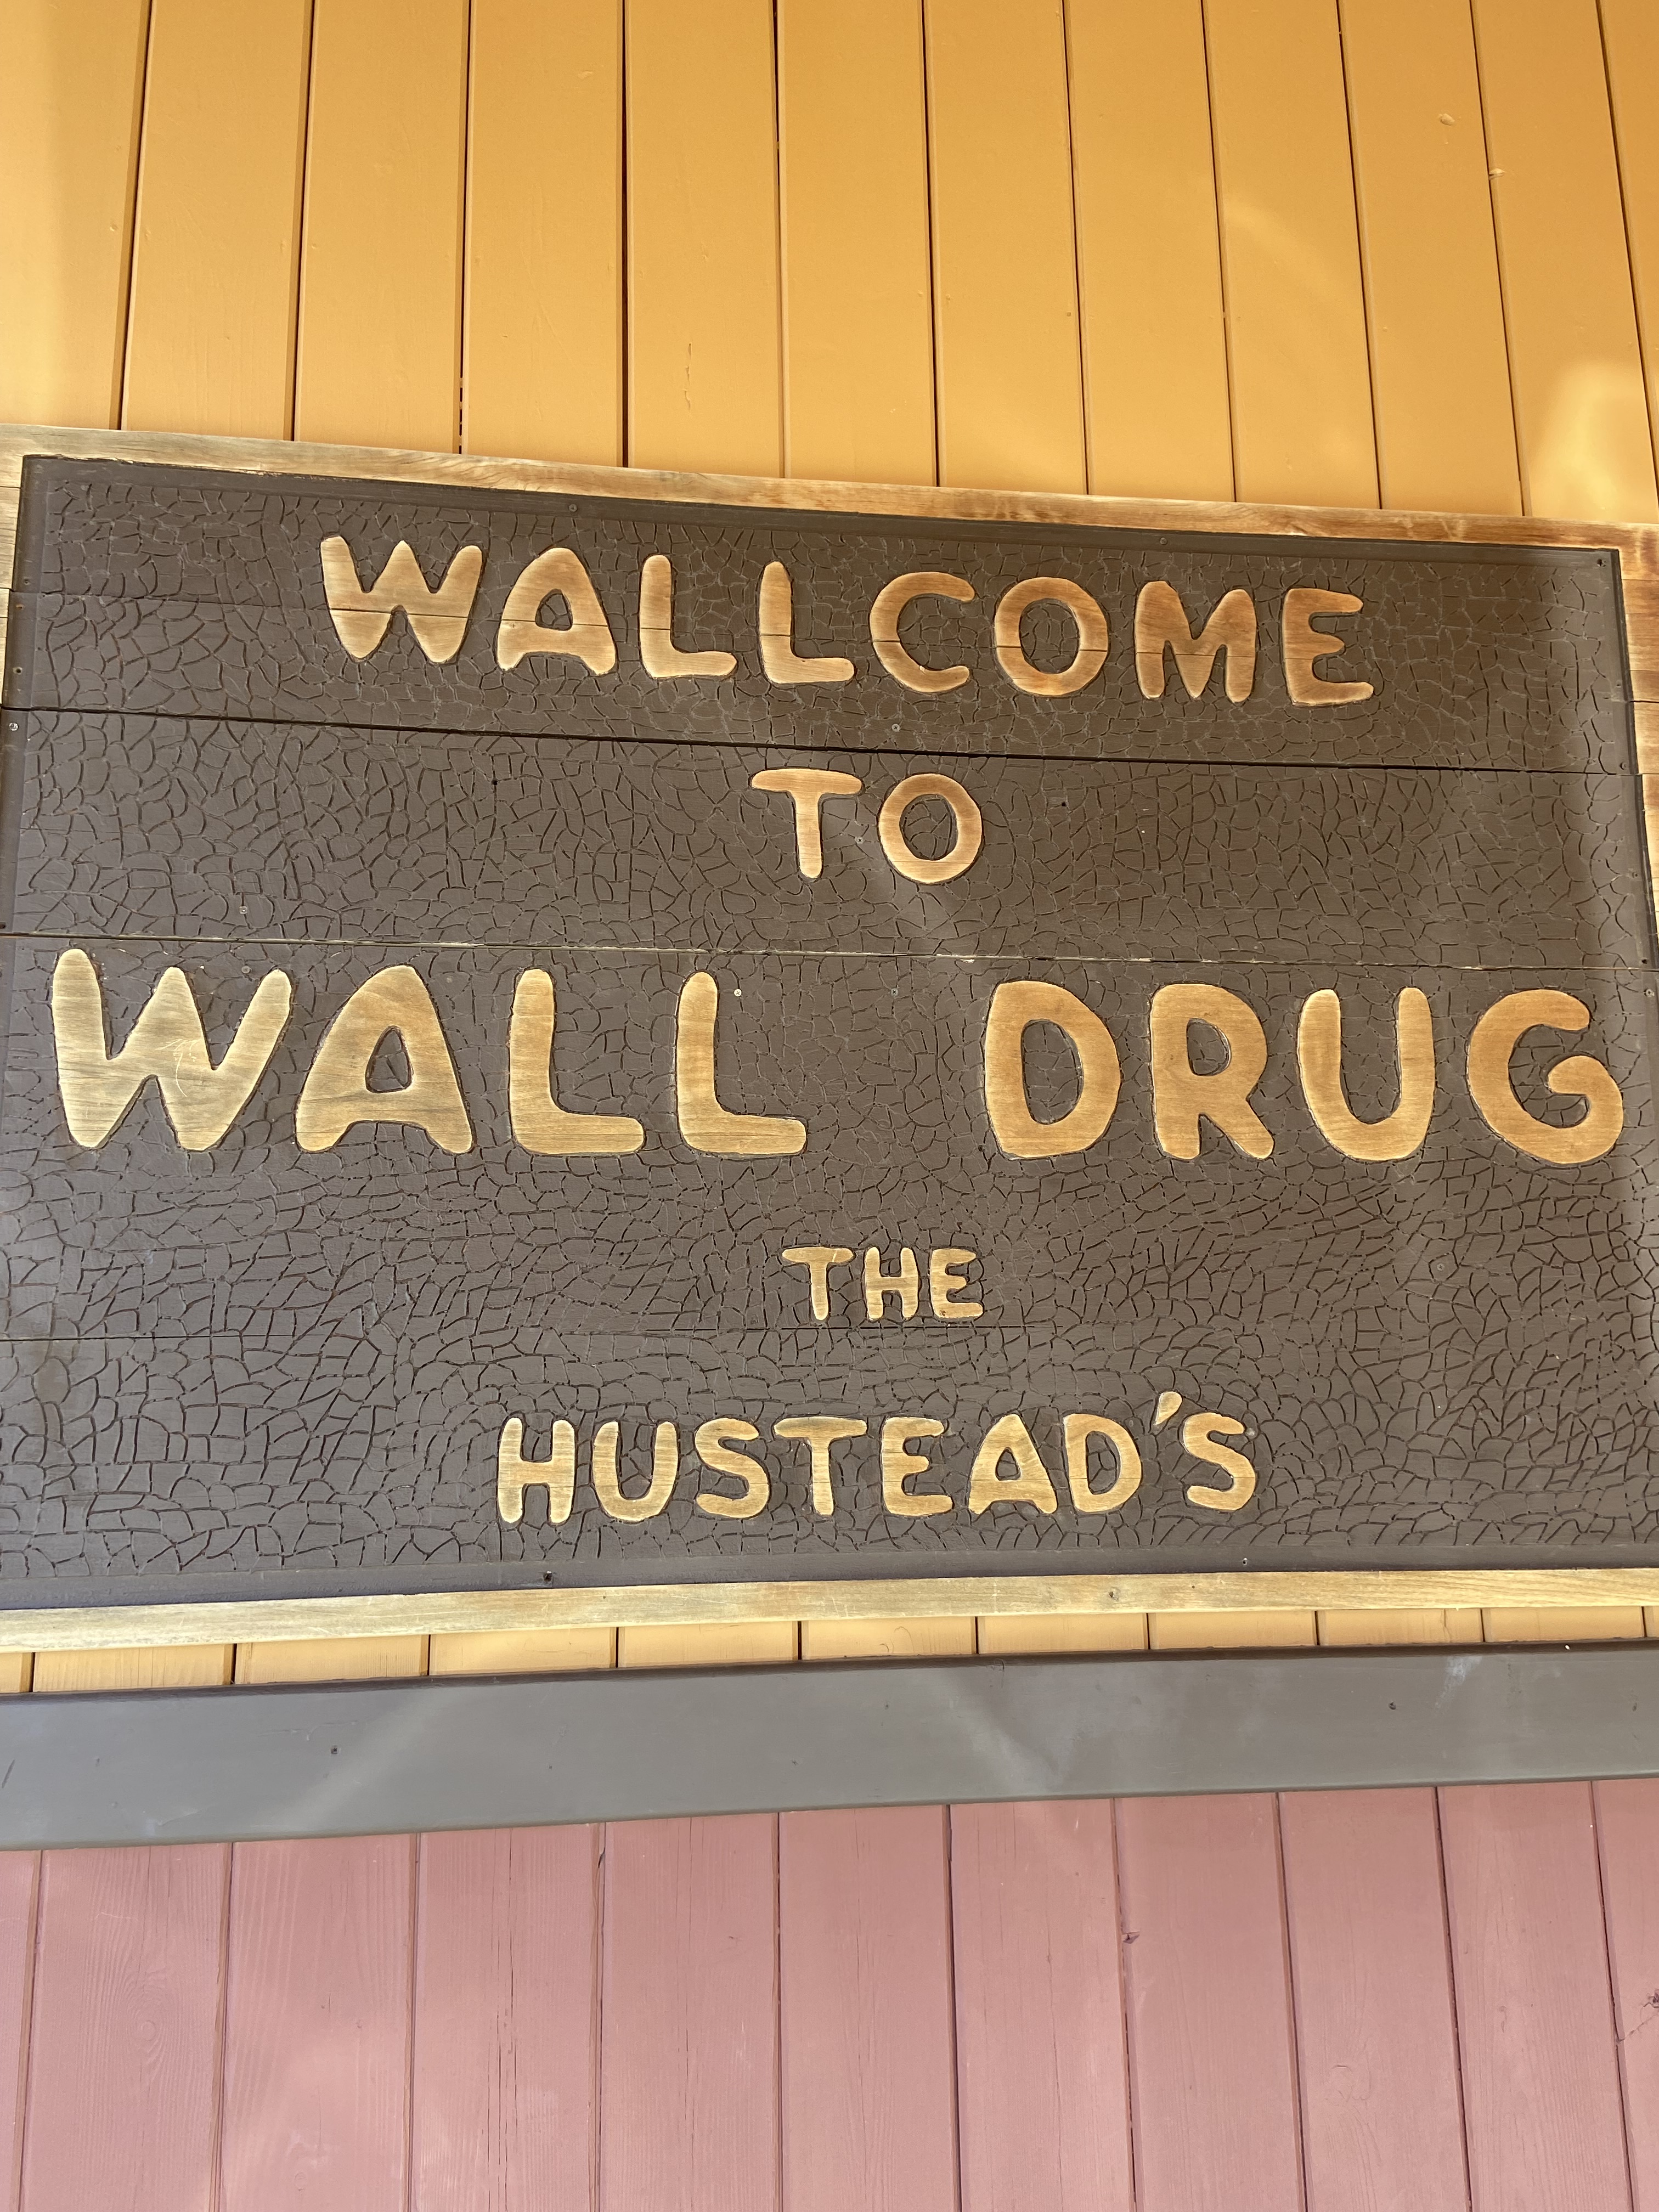 WALLCOME
TO
WALL DRUG
THE
HUSTEAD'S